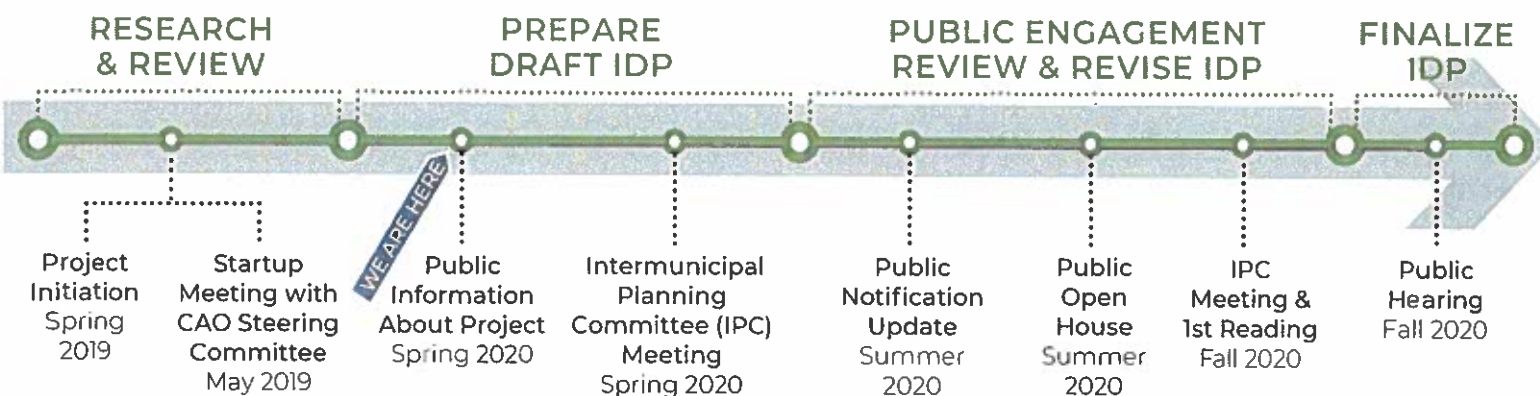 RESEARCH
& REVIEW
PREPARE
DRAFT IDP
PUBLIC ENGAGEMENT
REVIEW & REVISE IDP
FINALIZE
IDP
WE ARE HERE
Project
Initiation
Spring
2019
Startup
Meeting with
CAO Steering
Committee
May 2019
Public
Information
About Project
Spring 2020
Intermunicipal
Planning
Committee (IPC)
Meeting
Spring 2020
Public
Notification
Update
Summer
2020
Public
Open
House
Summer
2020
IPC
Meeting &
1st Reading
Fall 2020
Public
Hearing
Fall 2020